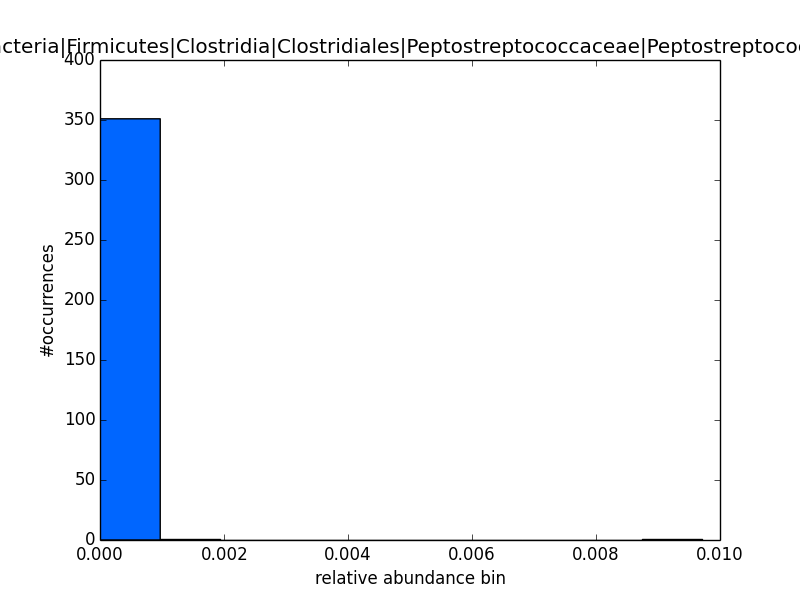 cteria|Firmicutes|Clostridia|Clostridiales|Peptostreptococcaceae|Peptostreptoco
400
350
300
250
200
150
100
50
0
#occurrences
0.000 0.002 0.004 0.006 0.008 0.010
relative abundance bin